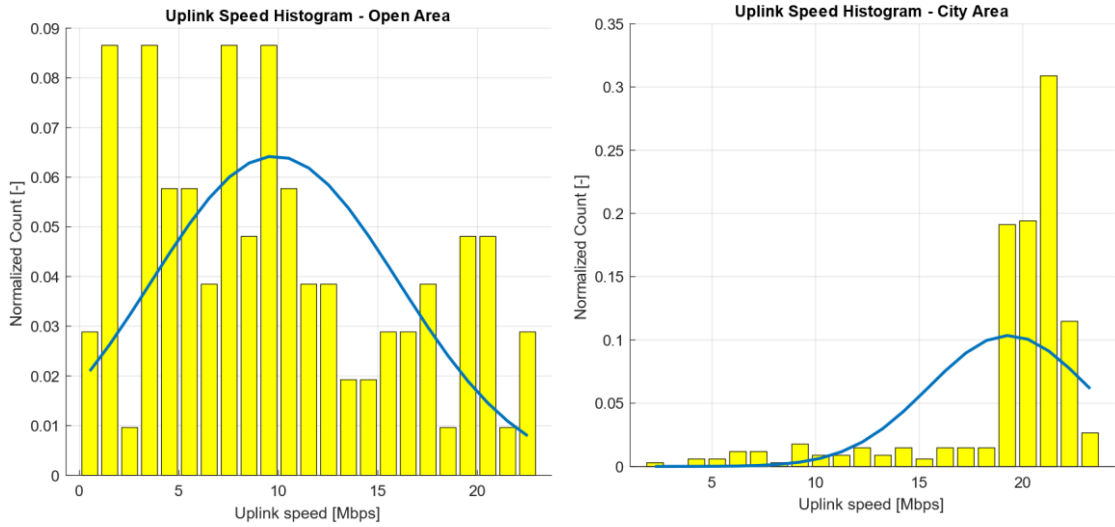 Uplink Speed Histogram - Open Area
0.09
0.08
0.07
0.06
0.05
0.04
0.03
0.02
0.01
0
Normalized Count [-]
0 5 10 15 20
Uplink speed [Mbps]
Uplink Speed Histogram - City Area
0.35
0.3
0.25
0.2
0.15
0.1
0.05
0
Normalized Count [-]
5 10 15 20
Uplink speed [Mbps]